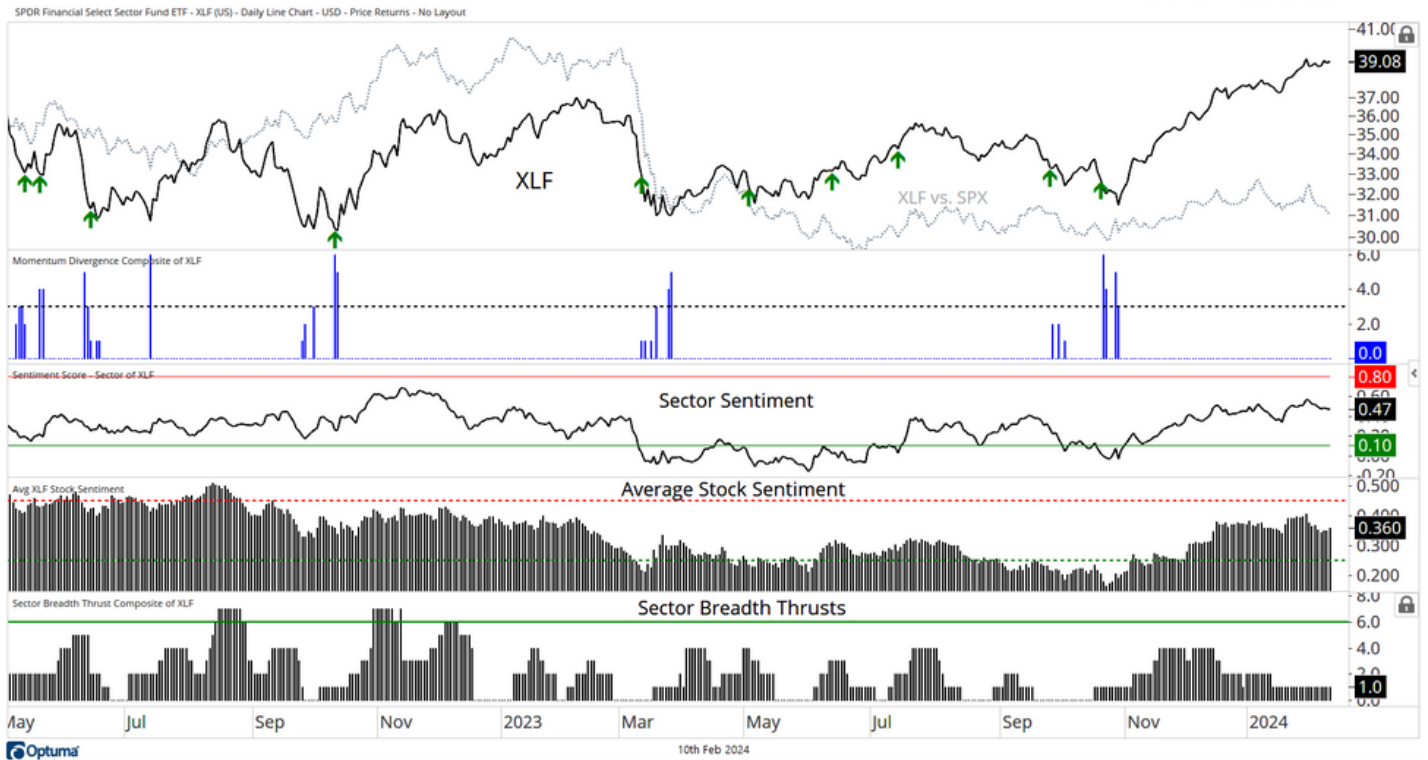 SPDR Financial Select Sector Fund ETF - XLF (US) - Daily Line Chart - USD - Price Returns - No Layout
41.00
39.08
37.00
36.00
35.00
34.00
33.00
32.00
31.00
30.00
XLF
XLF vs. SPX
Momentum Divergence Composite of XLF
6.0
4.0
2.0
0.0
Sentiment Score - Sector of XLF
Sector Sentiment
0.80
0.60
0.47
0.10
-0.20
Avg XLF Stock Sentiment
Average Stock Sentiment
0.500
0.400
0.360
0.300
0.200
Sector Breadth Thrust Composite of XLF
Sector Breadth Thrusts
8.0
6.0
4.0
2.0
1.0
0.0
May Jul Sep Nov 2023 Mar May Jul Sep Nov 2024
Optuma
10th Feb 2024